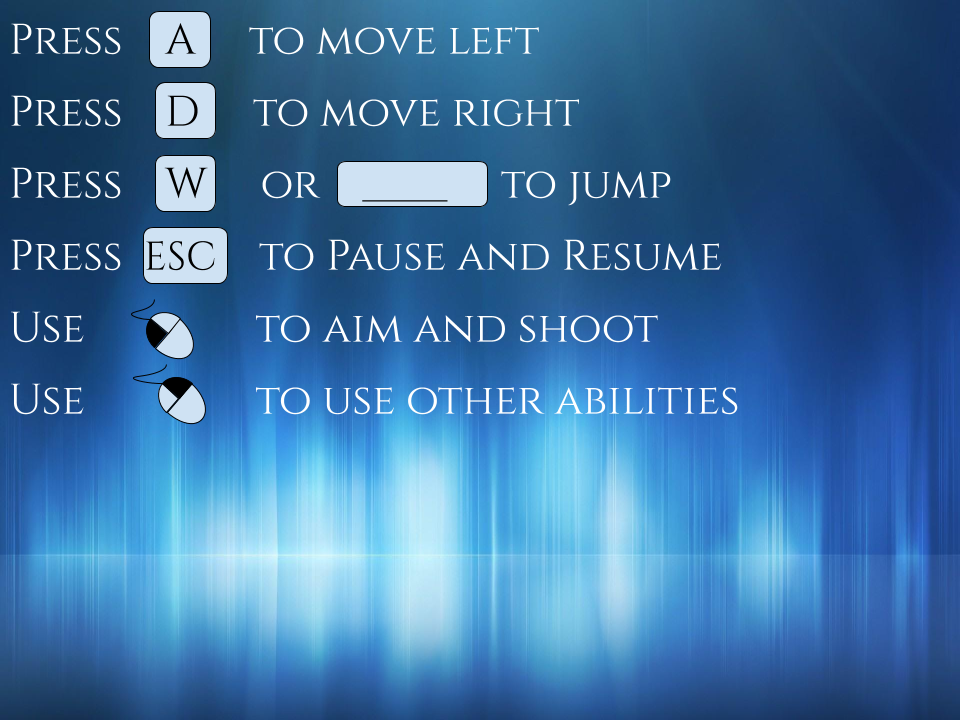 Press A to move left
Press D to move right
Press W or _____ to jump
Press ESC to Pause and Resume
Use to aim and shoot
Use to use other abilities